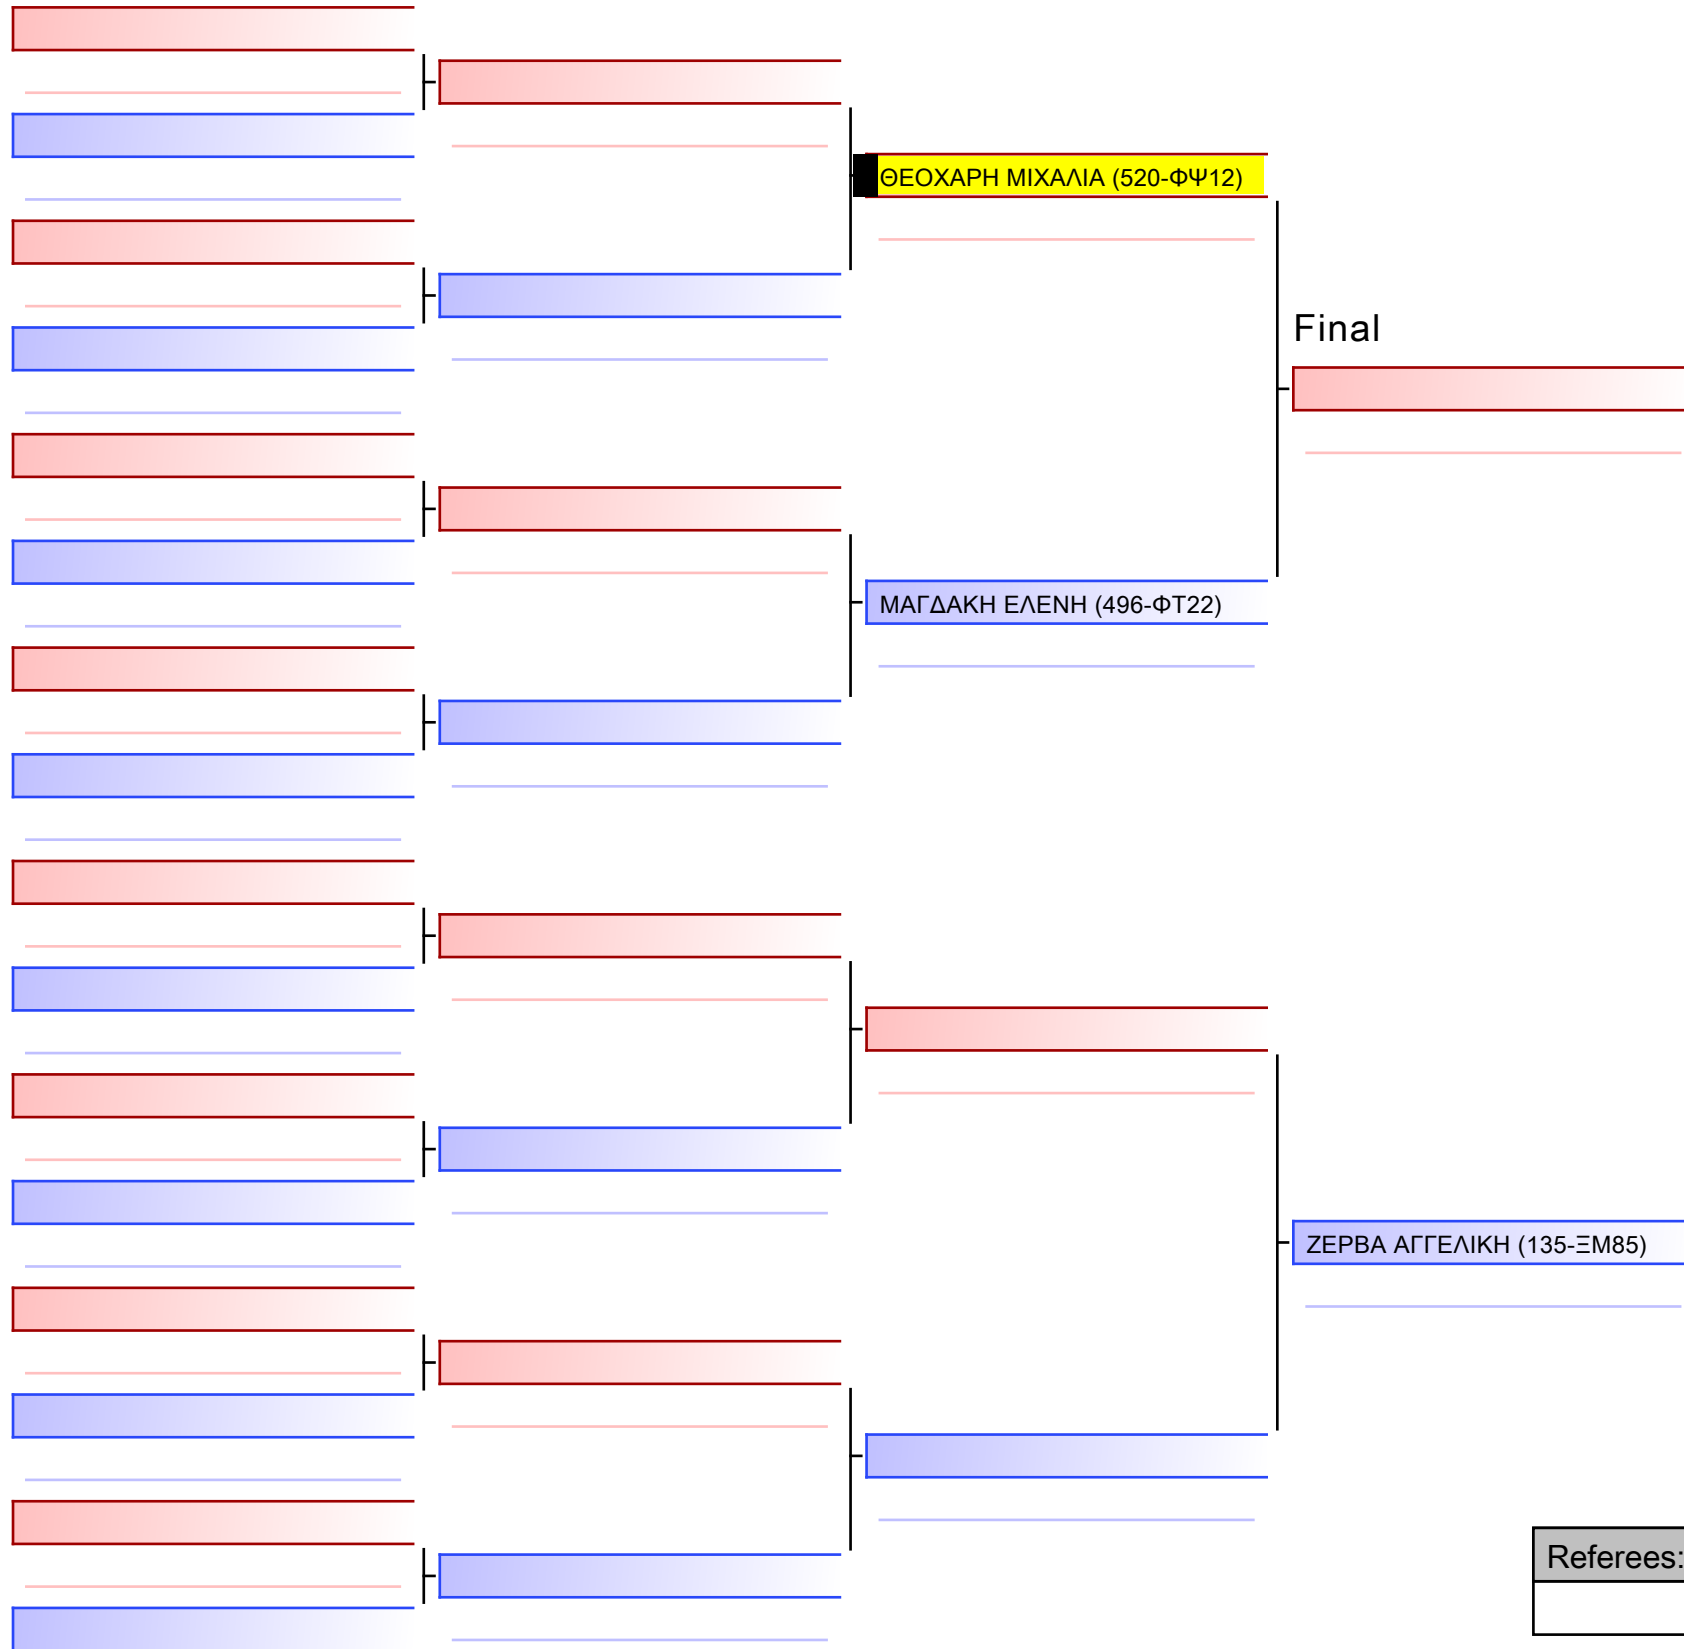 ΘΕΟΧΑΡΗ ΜΙΧΑΛΙΑ (520-ΦΨ12)
Final
ΜΑΓΔΑΚΗ ΕΛΕΝΗ (496-ΦΤ22)
ΖΕΡΒΑ ΑΓΓΕΛΙΚΗ (135-ΞΜ85)
Referees: